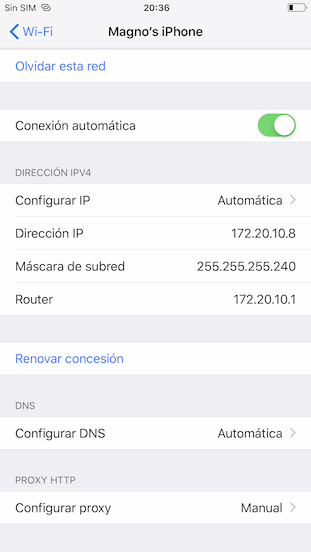 Sin SIM 20:36
Wi-Fi Magno's iPhone
Olvidar esta red
Conexión automática
DIRECCIÓN IPV4
Configurar IP Automática
Dirección IP 172.20.10.8
Máscara de subred 255.255.255.240
Router 172.20.10.1
Renovar concesión
DNS
Configurar DNS Automática
PROXY HTTP
Configurar proxy Manual